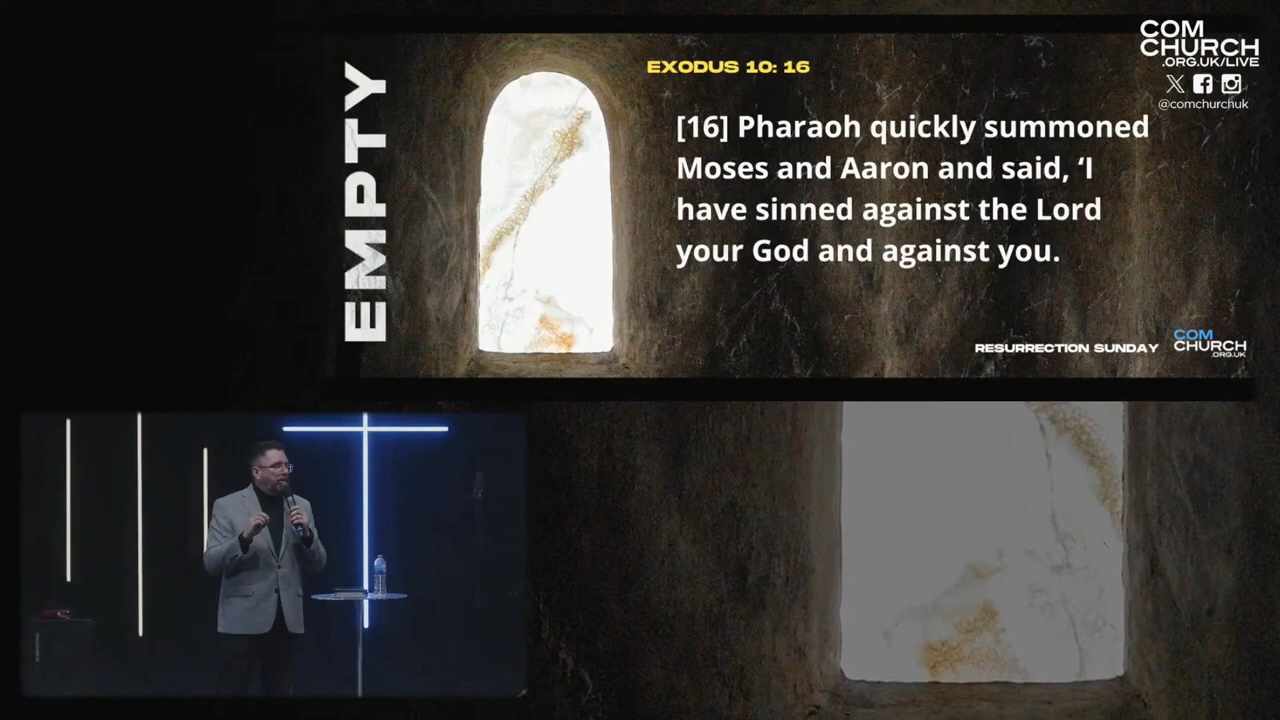 COM
CHURCH
.ORG.UK/LIVE
@comchurchuk
EMPTY
EXODUS 10: 16
[16] Pharaoh quickly summoned
Moses and Aaron and said, ‘I
have sinned against the Lord
your God and against you.
RESURRECTION SUNDAY
COM
CHURCH
.ORG.UK